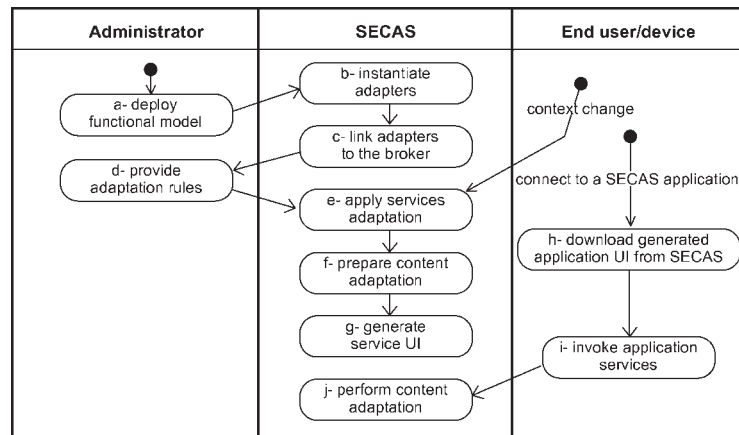 Administrator
SECAS
End user/device
a- deploy
functional model
b- instantiate
adapters
c- link adapters
to the broker
d- provide
adaptation rules
e- apply services
adaptation
f- prepare content
adaptation
g- generate
service UI
context change
connect to a SECAS application
h- download generated
application UI from SECAS
i- invoke application
services
j- perform content
adaptation